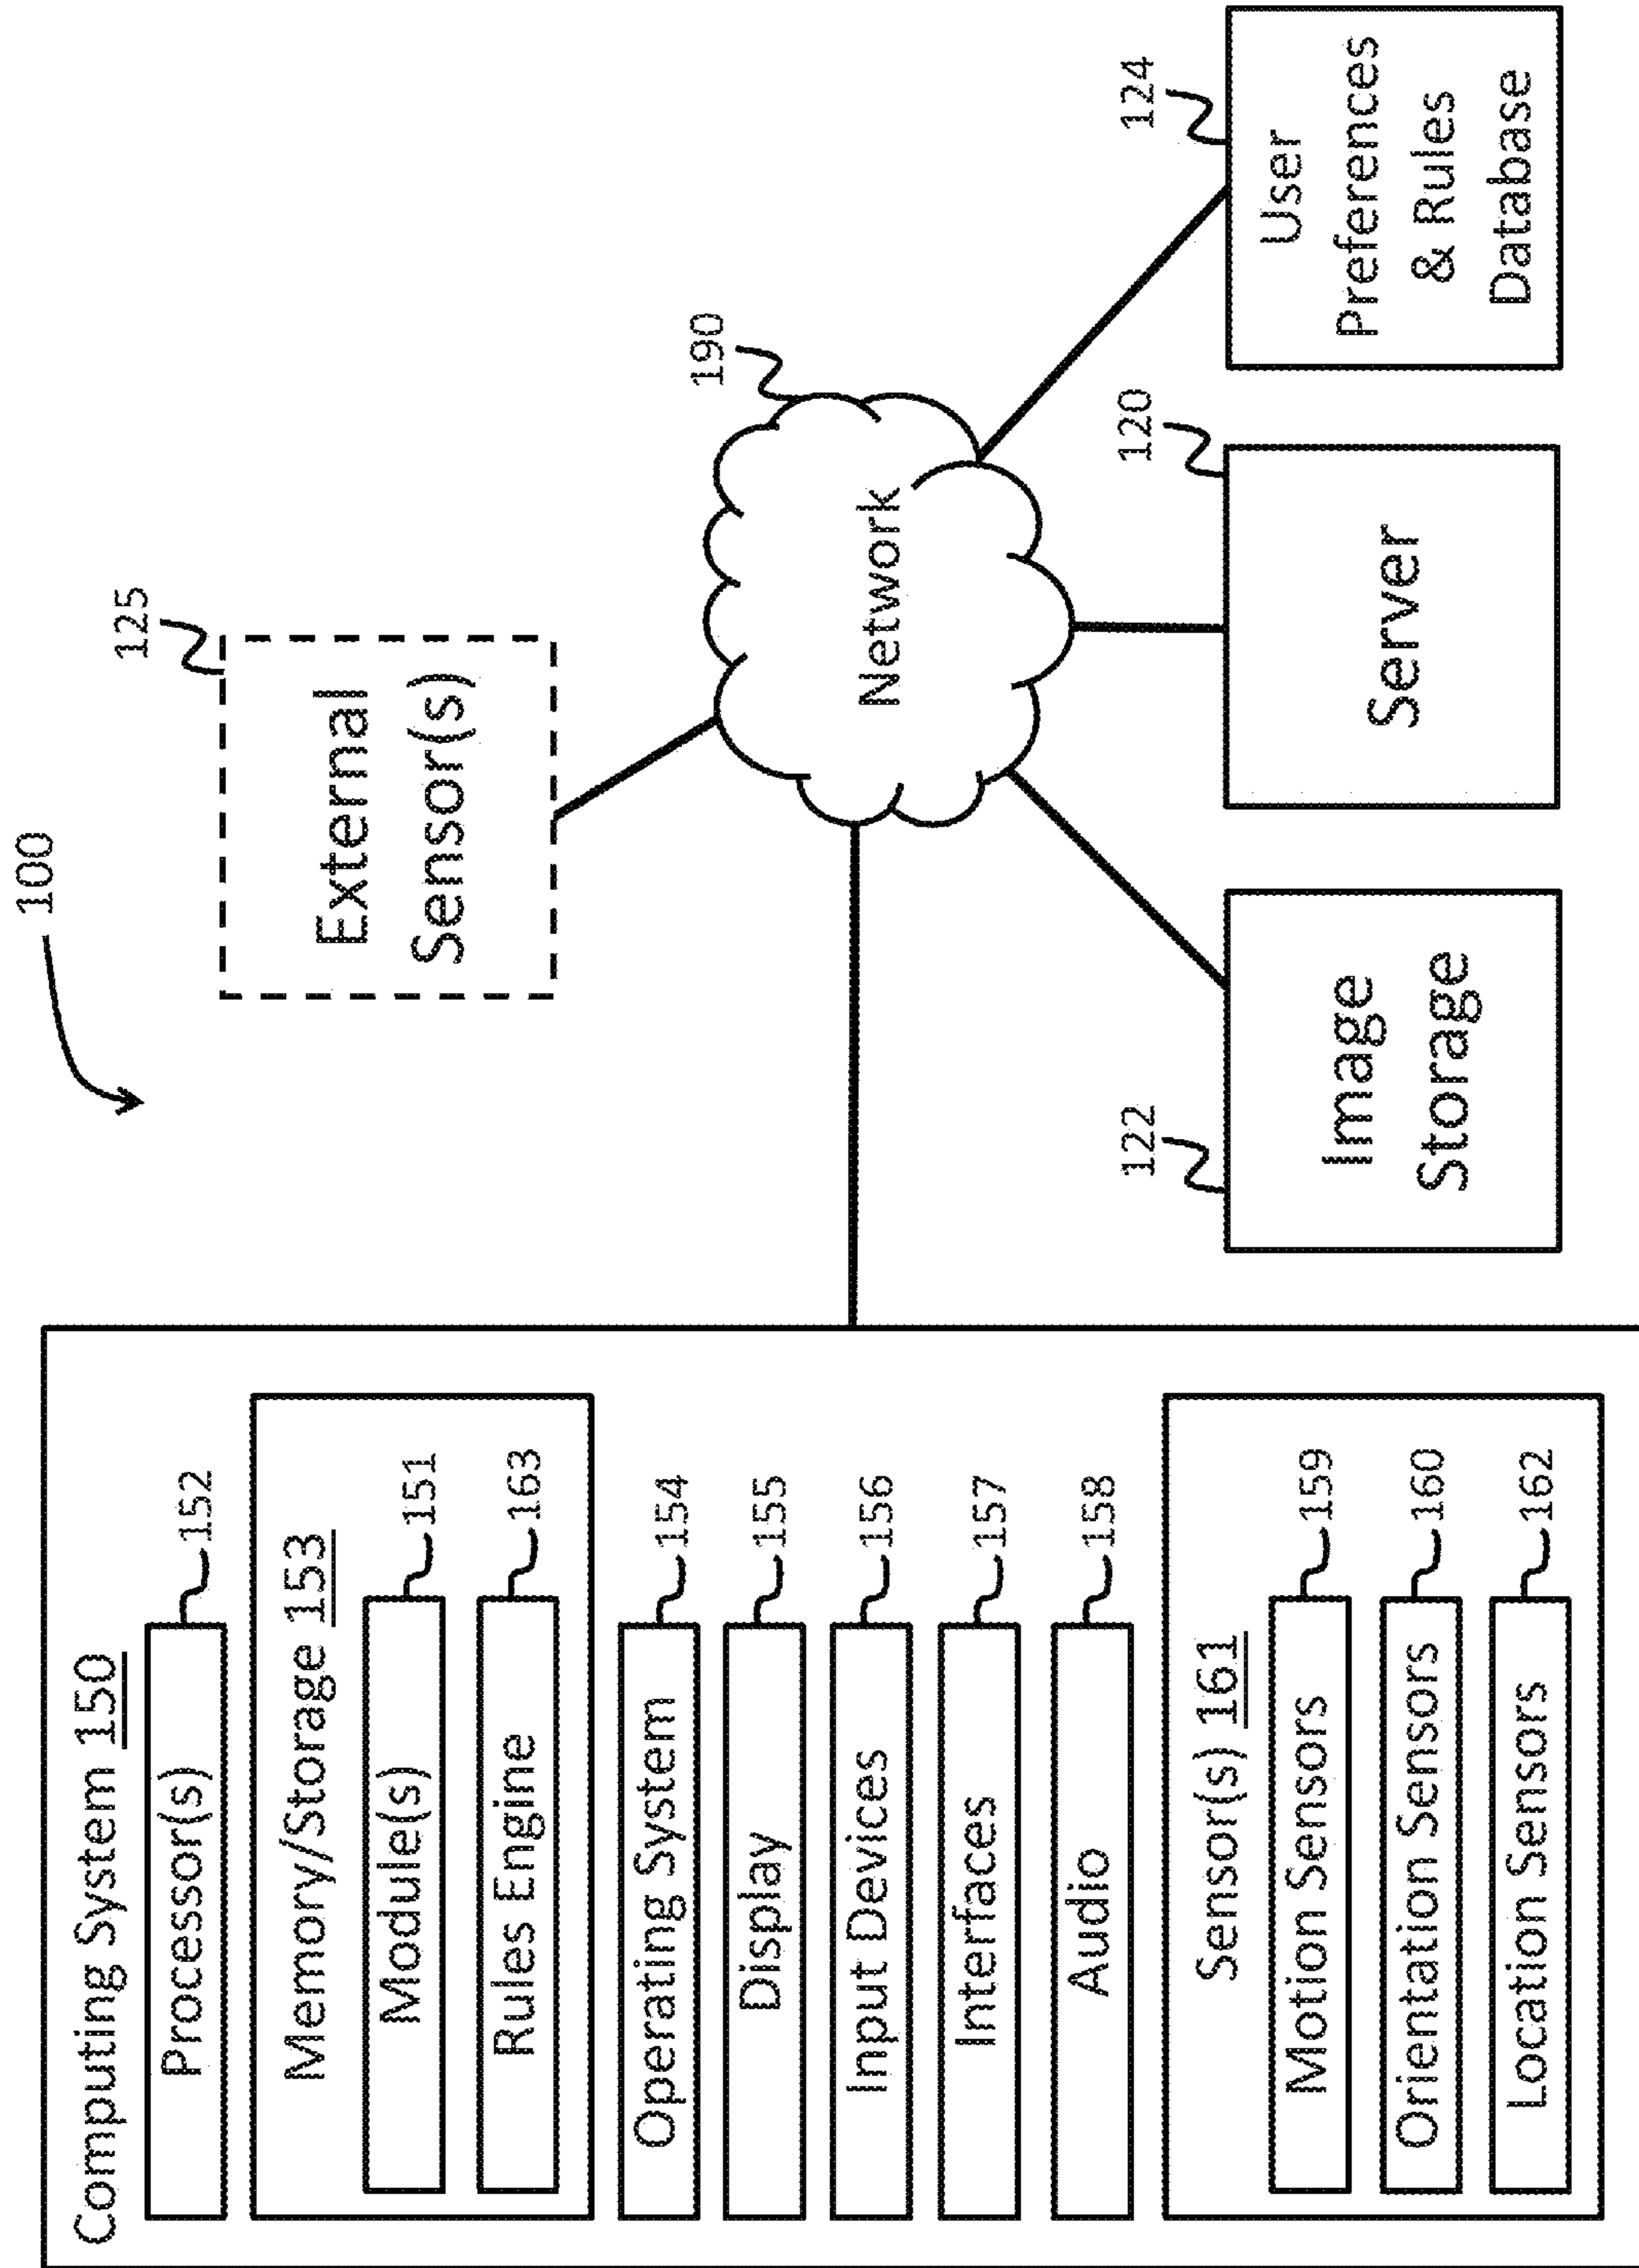 100
Computing System 150
Processor(s)
152
Memory/Storage 153
Module(s)
151
Rules Engine
163
Operating System
154
Display
155
Input Devices
156
Interfaces
157
Audio
158
Sensor(s) 161
Motion Sensors
159
Orientation Sensors
160
Location Sensors
162
125
External
Sensor(s)
190
Network
122
Image
Storage
120
Server
124
User
Preferences
& Rules
Database